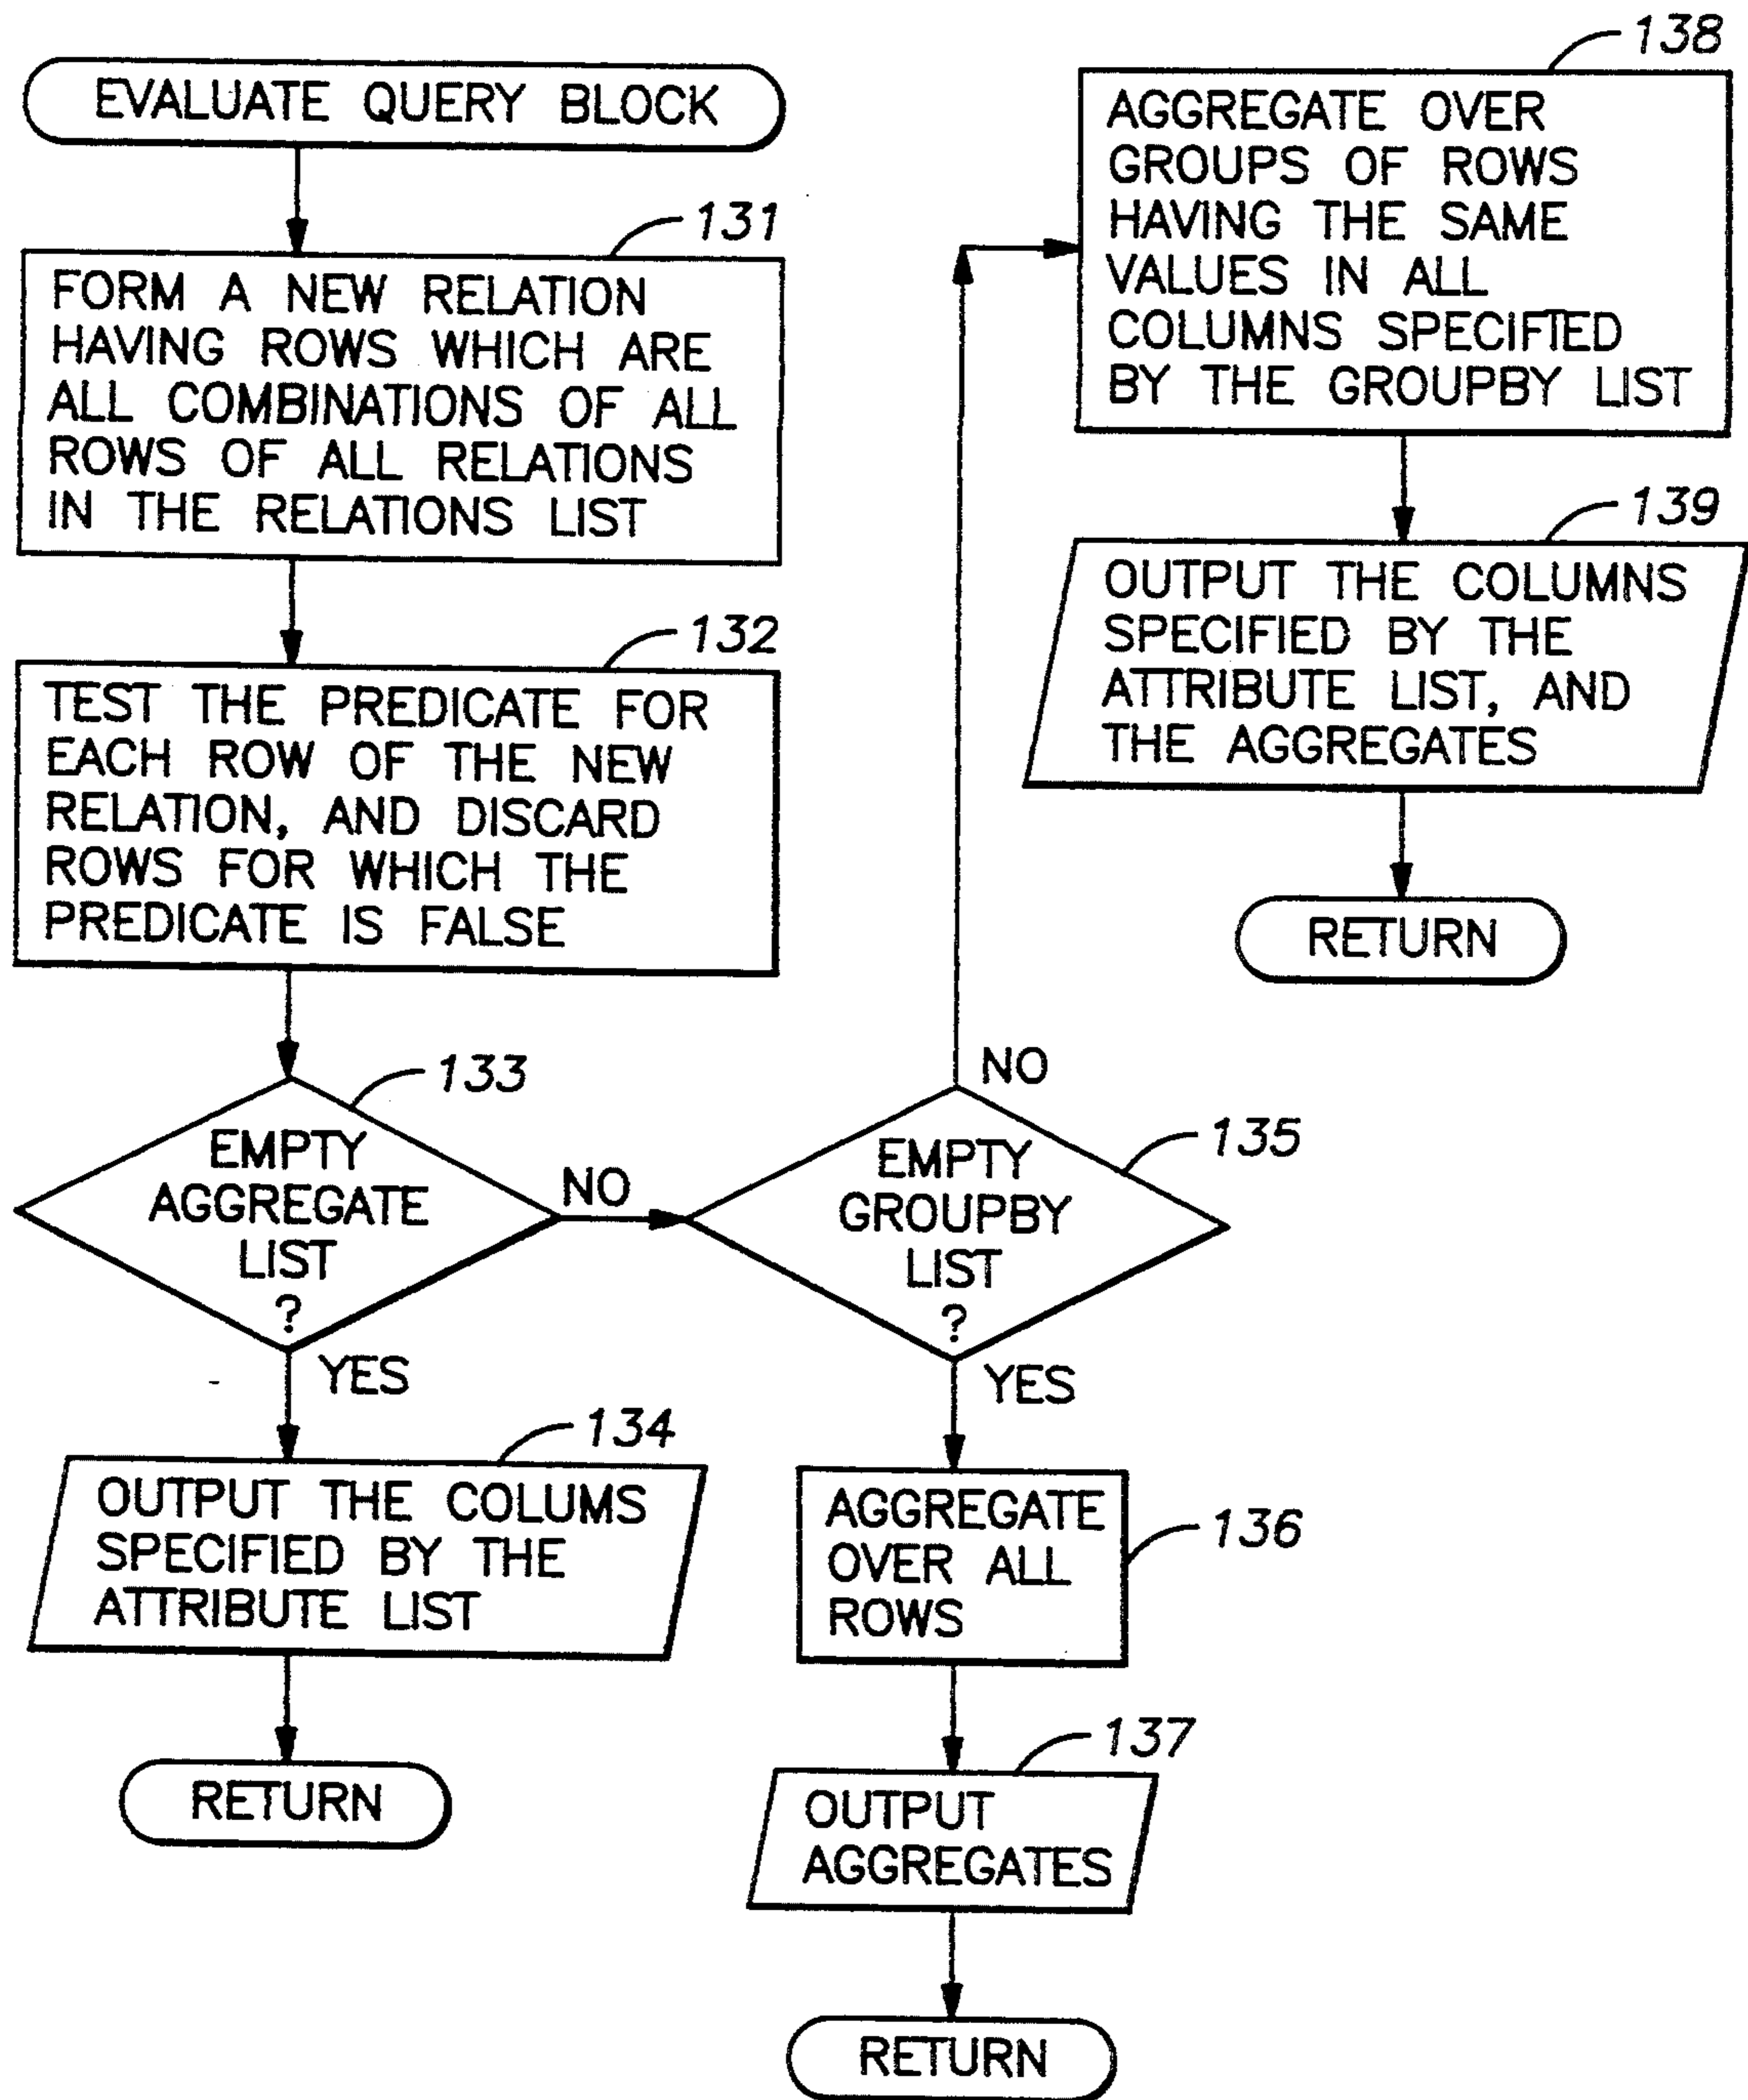 EVALUATE QUERY BLOCK
131
FORM A NEW RELATION
HAVING ROWS WHICH ARE
ALL COMBINATIONS OF ALL
ROWS OF ALL RELATIONS
IN THE RELATIONS LIST
132
TEST THE PREDICATE FOR
EACH ROW OF THE NEW
RELATION, AND DISCARD
ROWS FOR WHICH THE
PREDICATE IS FALSE
133
EMPTY
AGGREGATE
LIST
?
NO
YES
134
OUTPUT THE COLUMS
SPECIFIED BY THE
ATTRIBUTE LIST
RETURN
135
EMPTY
GROUPBY
LIST
?
NO
YES
136
AGGREGATE
OVER ALL
ROWS
137
OUTPUT
AGGREGATES
RETURN
138
AGGREGATE OVER
GROUPS OF ROWS
HAVING THE SAME
VALUES IN ALL
COLUMNS SPECIFIED
BY THE GROUPBY LIST
139
OUTPUT THE COLUMNS
SPECIFIED BY THE
ATTRIBUTE LIST, AND
THE AGGREGATES
RETURN